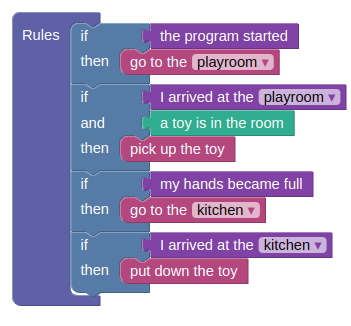 Rules if the program started
then go to the playroom ▾
if I arrived at the playroom ▾
and a toy is in the room
then pick up the toy
if my hands became full
then go to the kitchen ▾
if I arrived at the kitchen ▾
then put down the toy